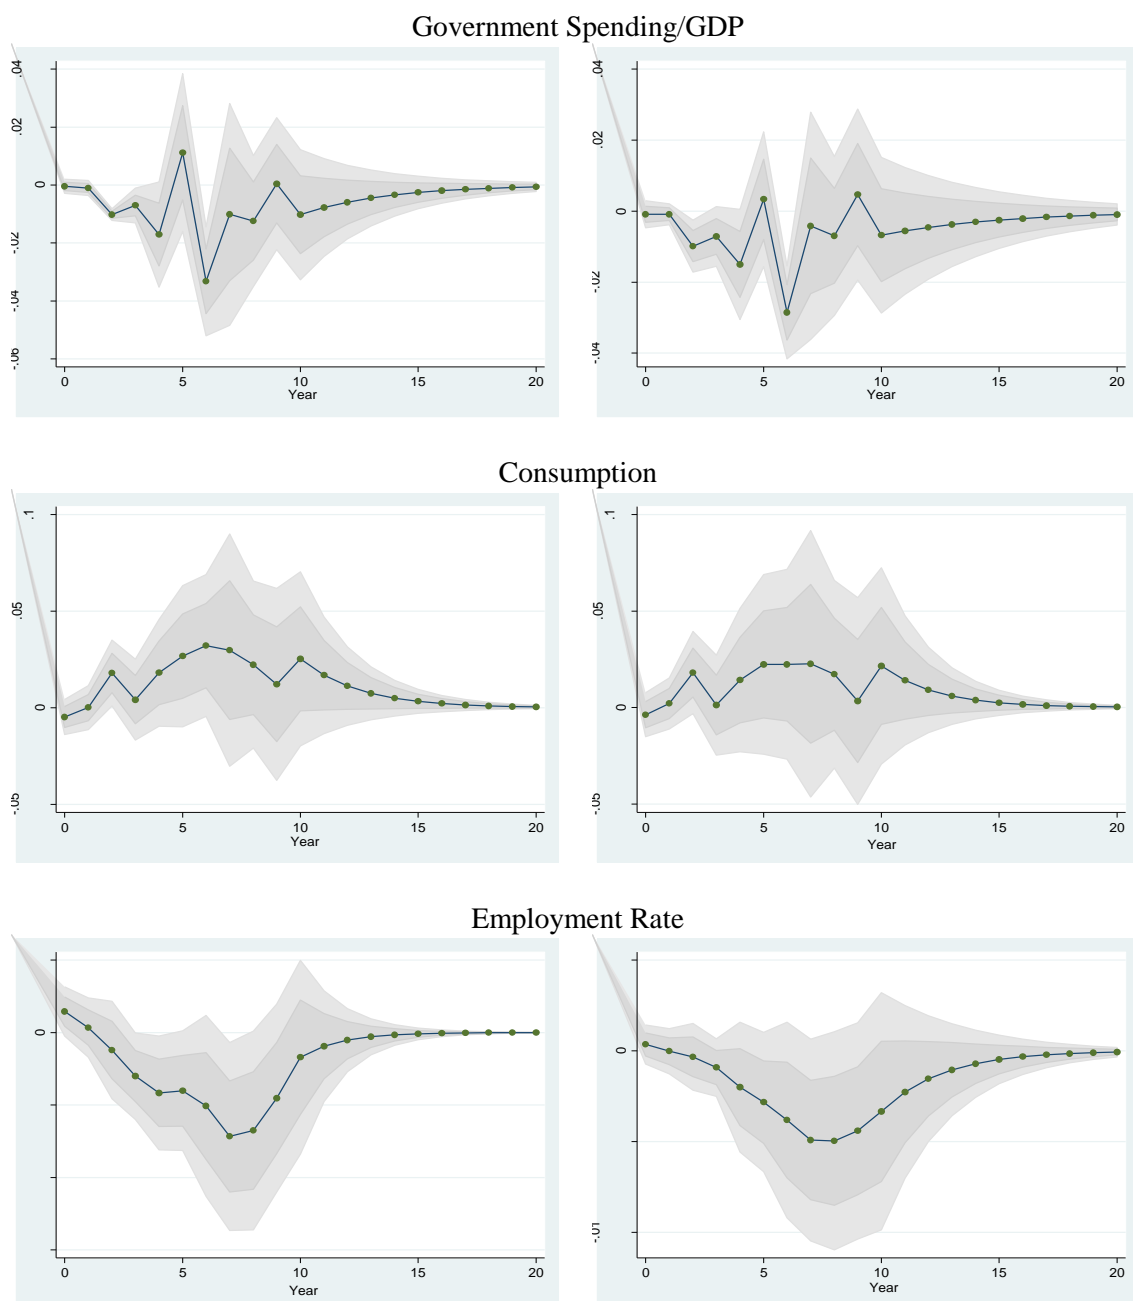 Government Spending/GDP
.04 .04
.02 .02
0 0
-.02 -.02
-.04 -.04
-.06
0 5 10 15 20 0 5 10 15 20
Year Year
Consumption
.1 .1
.05 .05
0 0
-.05 -.05
0 5 10 15 20 0 5 10 15 20
Year Year
Employment Rate
0 0
-.01
0 5 10 15 20 0 5 10 15 20
Year Year